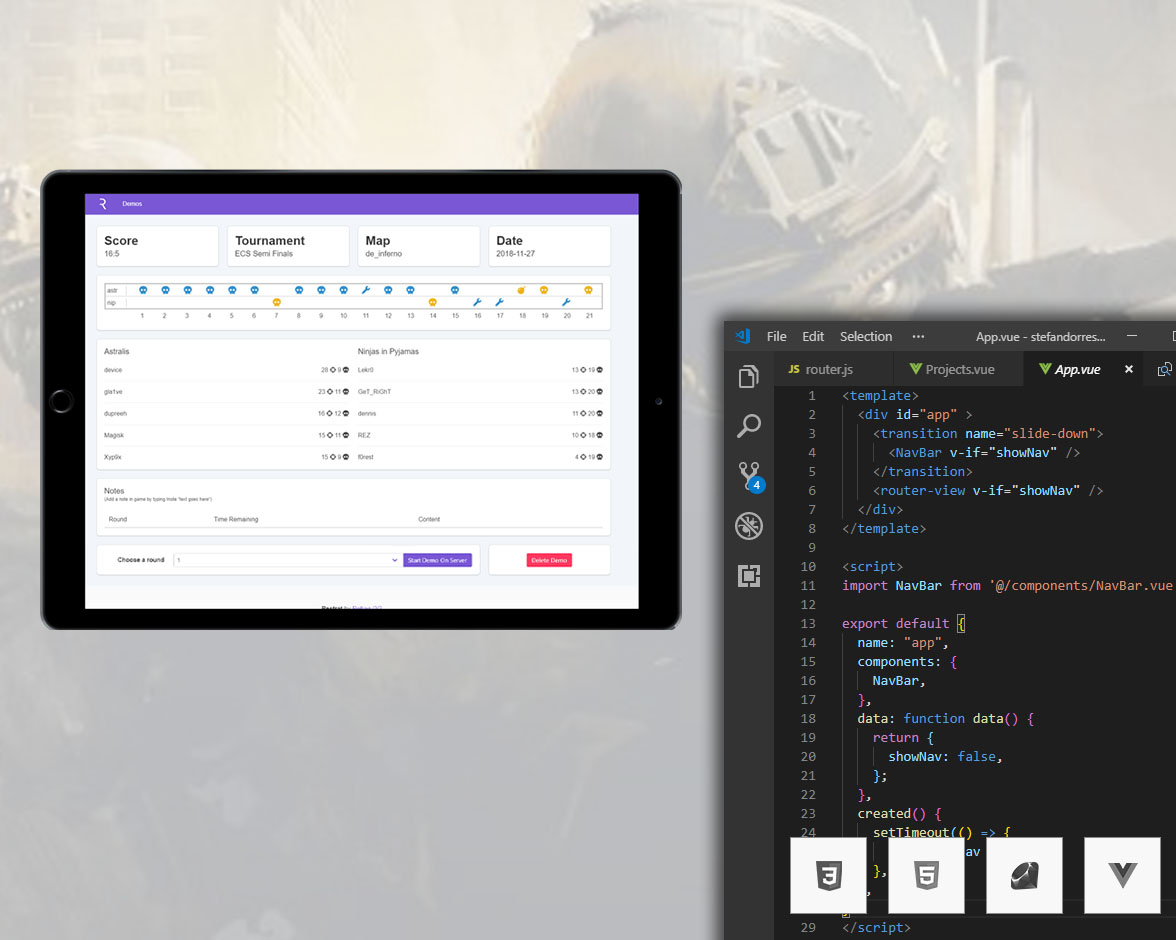 Demos
Score
16:5
Tournament
ECS Semi Finals
Map
de_inferno
Date
2018-11-27
astr
nip
1 2 3 4 5 6 7 8 9 10 11 12 13 14 15 16 17 18 19 20 21
Astralis
Ninjas in Pyjamas
device 28 9 Lekr0 13 19
gla1ve 23 11 GeT_RiGhT 13 20
dupreeh 16 12 dennis 11 20
Magisk 15 11 REZ 10 18
Xyp9x 15 9 f0rest 4 19
Notes
(Add a note in game by typing !note "text goes here")
Round Time Remaining Content
Choose a round 1 Start Demo On Server
Delete Demo
File Edit Selection ··· App.vue - stefandorres...
JS router.js Projects.vue App.vue
4
1 <template>
2 <div id="app" >
3 <transition name="slide-down">
4 <NavBar v-if="showNav" />
5 </transition>
6 <router-view v-if="showNav" />
7 </div>
8 </template>
9
10 <script>
11 import NavBar from '@/components/NavBar.vue
12
13 export default {
14 name: "app",
15 components: {
16 NavBar,
17 },
18 data: function data() {
19 return {
20 showNav: false,
21 };
22 },
23 created() {
24 setTimeout(() => {
av
},
,
29 </script>
3
5